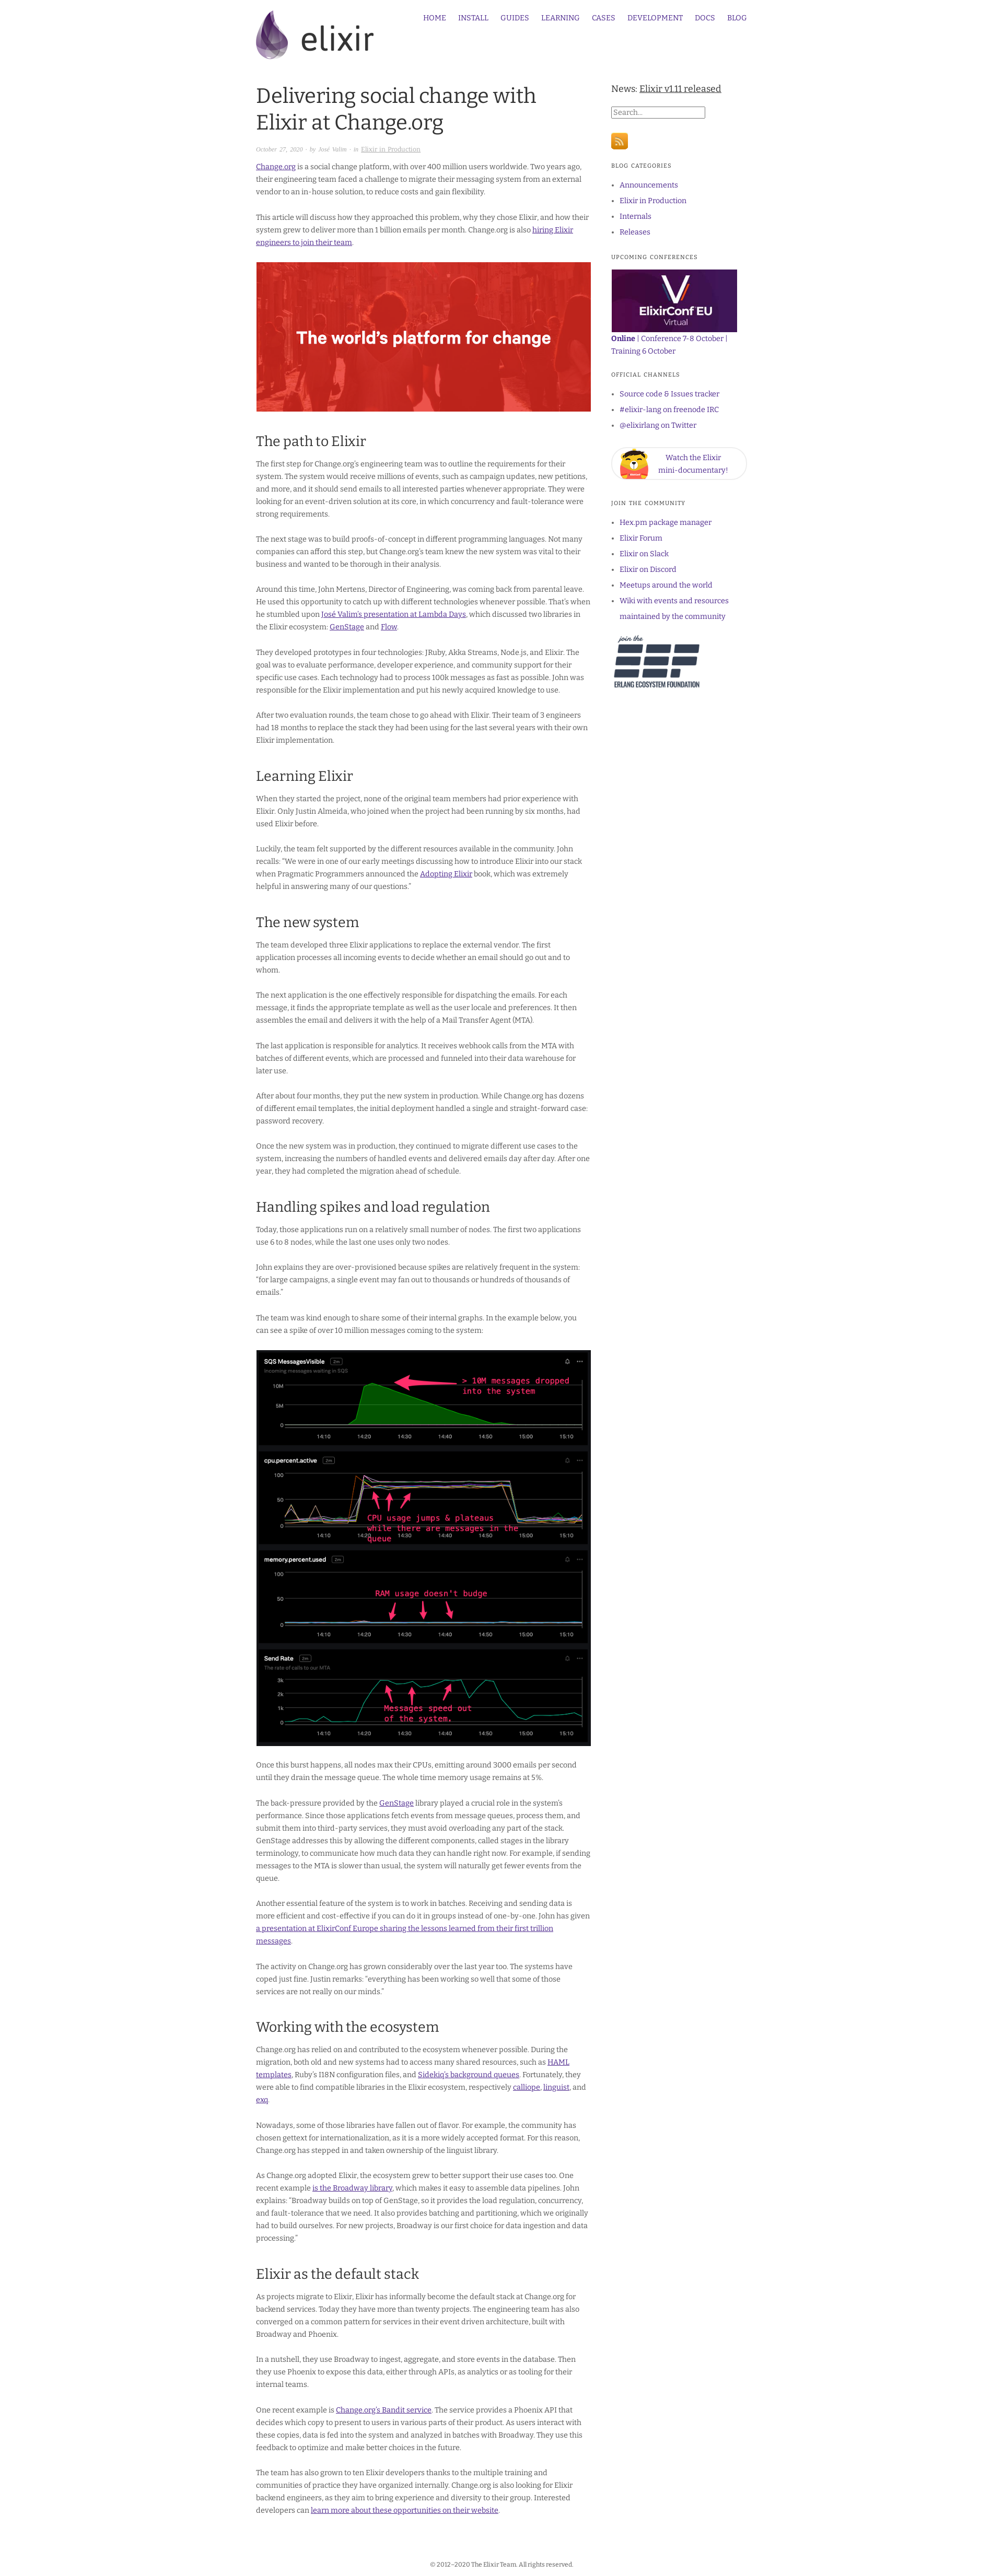 elixir
HOME INSTALL GUIDES LEARNING CASES DEVELOPMENT DOCS BLOG
Delivering social change with
Elixir at Change.org
October 27, 2020 · by José Valim · in Elixir in Production
Change.org is a social change platform, with over 400 million users worldwide. Two years ago,
their engineering team faced a challenge to migrate their messaging system from an external
vendor to an in-house solution, to reduce costs and gain flexibility.
This article will discuss how they approached this problem, why they chose Elixir, and how their
system grew to deliver more than 1 billion emails per month. Change.org is also hiring Elixir
engineers to join their team.
The world's platform for change
The path to Elixir
The first step for Change.org's engineering team was to outline the requirements for their
system. The system would receive millions of events, such as campaign updates, new petitions,
and more, and it should send emails to all interested parties whenever appropriate. They were
looking for an event-driven solution at its core, in which concurrency and fault-tolerance were
strong requirements.
The next stage was to build proofs-of-concept in different programming languages. Not many
companies can afford this step, but Change.org's team knew the new system was vital to their
business and wanted to be thorough in their analysis.
Around this time, John Mertens, Director of Engineering, was coming back from parental leave.
He used this opportunity to catch up with different technologies whenever possible. That's when
he stumbled upon José Valim's presentation at Lambda Days, which discussed two libraries in
the Elixir ecosystem: GenStage and Flow.
They developed prototypes in four technologies: JRuby, Akka Streams, Node.js, and Elixir. The
goal was to evaluate performance, developer experience, and community support for their
specific use cases. Each technology had to process 100k messages as fast as possible. John was
responsible for the Elixir implementation and put his newly acquired knowledge to use.
After two evaluation rounds, the team chose to go ahead with Elixir. Their team of 3 engineers
had 18 months to replace the stack they had been using for the last several years with their own
Elixir implementation.
Learning Elixir
When they started the project, none of the original team members had prior experience with
Elixir. Only Justin Almeida, who joined when the project had been running by six months, had
used Elixir before.
Luckily, the team felt supported by the different resources available in the community. John
recalls: "We were in one of our early meetings discussing how to introduce Elixir into our stack
when Pragmatic Programmers announced the Adopting Elixir book, which was extremely
helpful in answering many of our questions."
The new system
The team developed three Elixir applications to replace the external vendor. The first
application processes all incoming events to decide whether an email should go out and to
whom.
The next application is the one effectively responsible for dispatching the emails. For each
message, it finds the appropriate template as well as the user locale and preferences. It then
assembles the email and delivers it with the help of a Mail Transfer Agent (MTA).
The last application is responsible for analytics. It receives webhook calls from the MTA with
batches of different events, which are processed and funneled into their data warehouse for
later use.
After about four months, they put the new system in production. While Change.org has dozens
of different email templates, the initial deployment handled a single and straight-forward case:
password recovery.
Once the new system was in production, they continued to migrate different use cases to the
system, increasing the numbers of handled events and delivered emails day after day. After one
year, they had completed the migration ahead of schedule.
Handling spikes and load regulation
Today, those applications run on a relatively small number of nodes. The first two applications
use 6 to 8 nodes, while the last one uses only two nodes.
John explains they are over-provisioned because spikes are relatively frequent in the system:
"for large campaigns, a single event may fan out to thousands or hundreds of thousands of
emails."
The team was kind enough to share some of their internal graphs. In the example below, you
can see a spike of over 10 million messages coming to the system:
SQS MessagesVisible 2m
Incoming messages waiting in SQS
> 10M messages dropped
into the system
10M
5M
0
14:10 14:20 14:30 14:40 14:50 15:00 15:10
cpu.percent.active 2m
100
50
0
CPU usage jumps & plateaus
while there are messages in the
queue
14:10 14:20 14:30 14:40 14:50 15:00 15:10
memory.percent.used 2m
100
50
0
RAM usage doesn't budge
14:10 14:20 14:30 14:40 14:50 15:00 15:10
Send Rate 2m
The rate of calls to our MTA
3k
2k
1k
0
Messages speed out
of the system.
14:10 14:20 14:30 14:40 14:50 15:00 15:10
Once this burst happens, all nodes max their CPUs, emitting around 3000 emails per second
until they drain the message queue. The whole time memory usage remains at 5%.
The back-pressure provided by the GenStage library played a crucial role in the system's
performance. Since those applications fetch events from message queues, process them, and
submit them into third-party services, they must avoid overloading any part of the stack.
GenStage addresses this by allowing the different components, called stages in the library
terminology, to communicate how much data they can handle right now. For example, if sending
messages to the MTA is slower than usual, the system will naturally get fewer events from the
queue.
Another essential feature of the system is to work in batches. Receiving and sending data is
more efficient and cost-effective if you can do it in groups instead of one-by-one. John has given
a presentation at ElixirConf Europe sharing the lessons learned from their first trillion
messages.
The activity on Change.org has grown considerably over the last year too. The systems have
coped just fine. Justin remarks: "everything has been working so well that some of those
services are not really on our minds."
Working with the ecosystem
Change.org has relied on and contributed to the ecosystem whenever possible. During the
migration, both old and new systems had to access many shared resources, such as HAML
templates, Ruby's I18N configuration files, and Sidekiq's background queues. Fortunately, they
were able to find compatible libraries in the Elixir ecosystem, respectively calliope, linguist, and
exq.
Nowadays, some of those libraries have fallen out of flavor. For example, the community has
chosen gettext for internationalization, as it is a more widely accepted format. For this reason,
Change.org has stepped in and taken ownership of the linguist library.
As Change.org adopted Elixir, the ecosystem grew to better support their use cases too. One
recent example is the Broadway library, which makes it easy to assemble data pipelines. John
explains: "Broadway builds on top of GenStage, so it provides the load regulation, concurrency,
and fault-tolerance that we need. It also provides batching and partitioning, which we originally
had to build ourselves. For new projects, Broadway is our first choice for data ingestion and data
processing."
Elixir as the default stack
As projects migrate to Elixir, Elixir has informally become the default stack at Change.org for
backend services. Today they have more than twenty projects. The engineering team has also
converged on a common pattern for services in their event driven architecture, built with
Broadway and Phoenix.
In a nutshell, they use Broadway to ingest, aggregate, and store events in the database. Then
they use Phoenix to expose this data, either through APIs, as analytics or as tooling for their
internal teams.
One recent example is Change.org's Bandit service. The service provides a Phoenix API that
decides which copy to present to users in various parts of their product. As users interact with
these copies, data is fed into the system and analyzed in batches with Broadway. They use this
feedback to optimize and make better choices in the future.
The team has also grown to ten Elixir developers thanks to the multiple training and
communities of practice they have organized internally. Change.org is also looking for Elixir
backend engineers, as they aim to bring experience and diversity to their group. Interested
developers can learn more about these opportunities on their website.
News: Elixir v1.11 released
Search...
BLOG CATEGORIES
Announcements
Elixir in Production
Internals
Releases
UPCOMING CONFERENCES
ElixirConf EU
Virtual
Online | Conference 7-8 October |
Training 6 October
OFFICIAL CHANNELS
Source code & Issues tracker
#elixir-lang on freenode IRC
@elixirlang on Twitter
Watch the Elixir
mini-documentary!
JOIN THE COMMUNITY
Hex.pm package manager
Elixir Forum
Elixir on Slack
Elixir on Discord
Meetups around the world
Wiki with events and resources
maintained by the community
join the
EEF
ERLANG ECOSYSTEM FOUNDATION
© 2012–2020 The Elixir Team. All rights reserved.